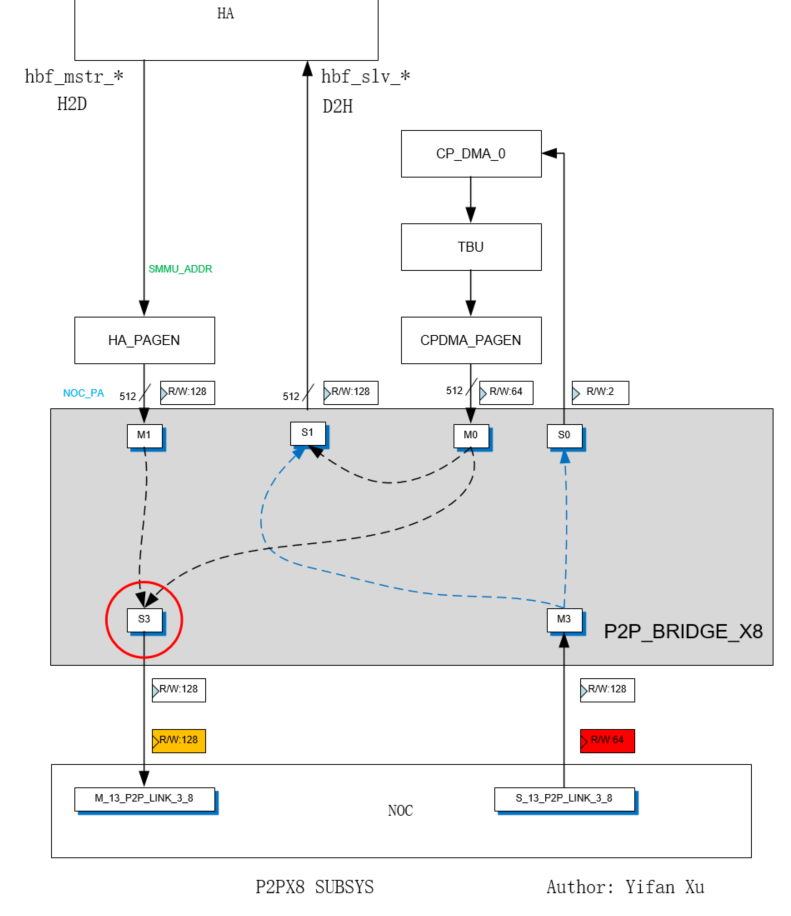 HA
hbf_mstr_*
hbf_slv_*
H2D
D2H
CP_DMA_0
TBU
SMMU_ADDR
HA_PAGEN
CPDMA_PAGEN
NOC_PA
512
R/W:128
512
R/W:128
512
R/W:64
R/W:2
M1
S1
M0
S0
S3
M3
P2P_BRIDGE_X8
R/W:128
R/W:128
R/W:128
R/W:64
M_13_P2P_LINK_3_8
S_13_P2P_LINK_3_8
NOC
P2PX8 SUBSYS
Author: Yifan Xu